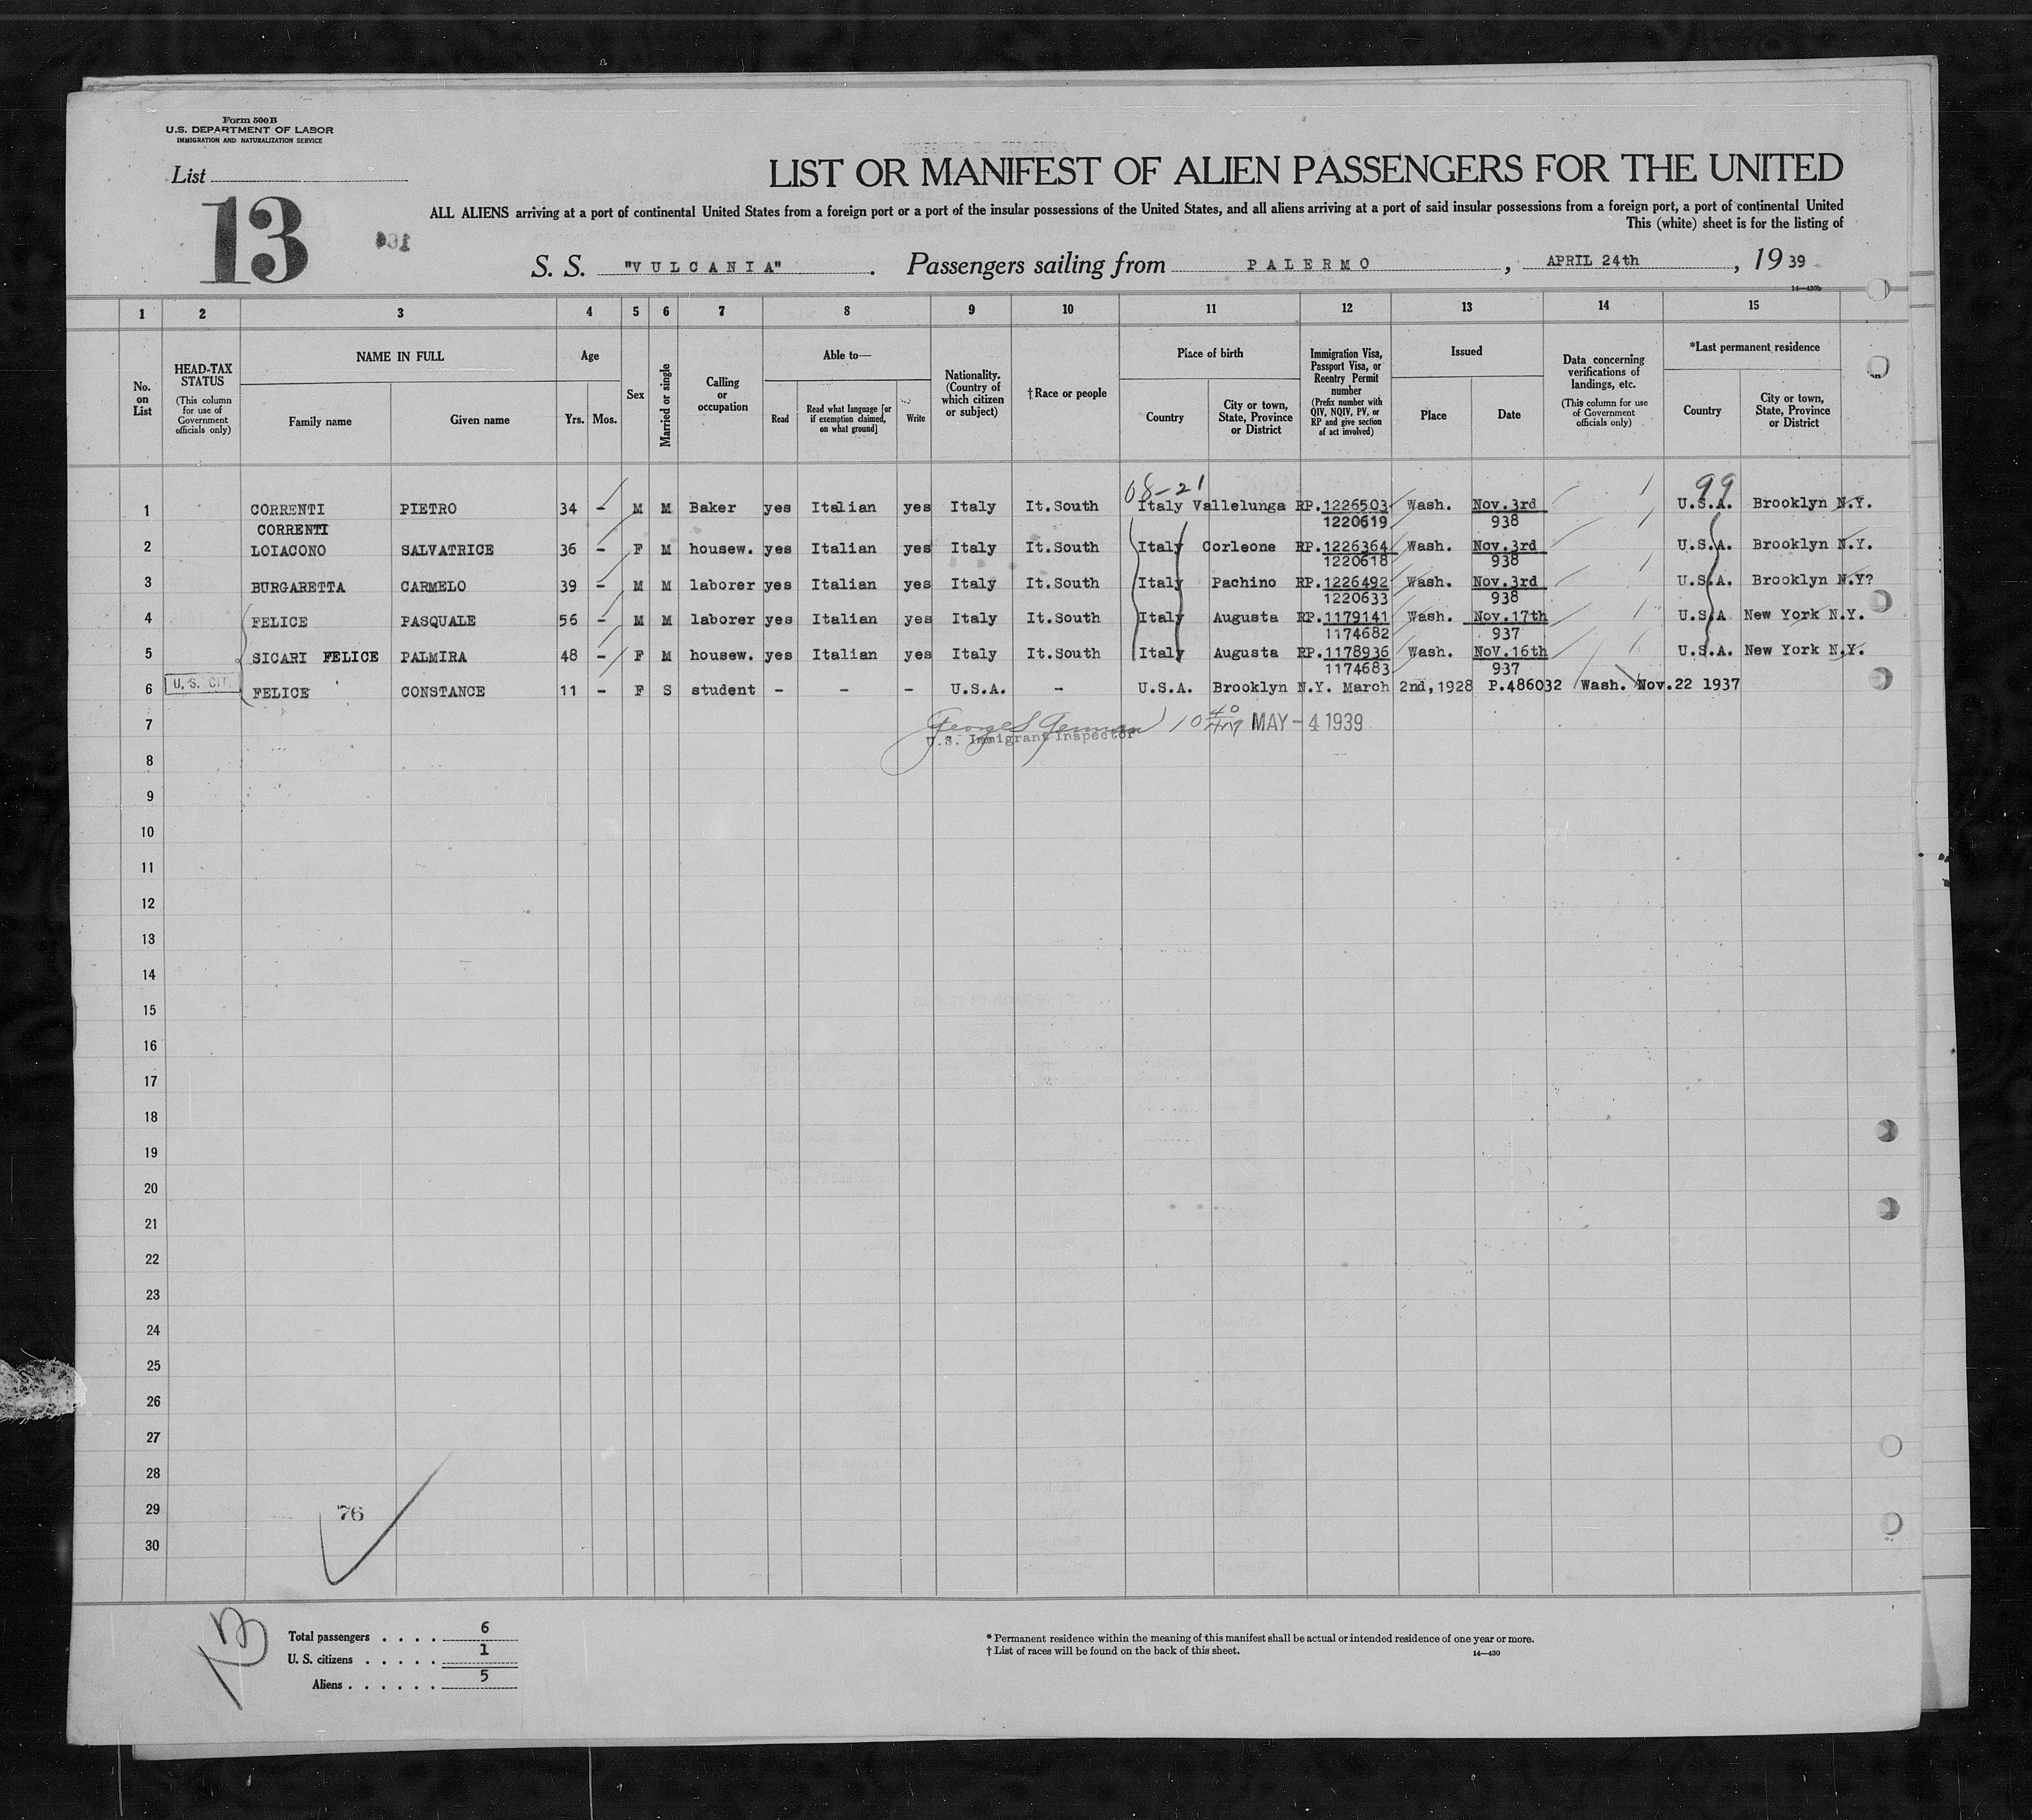 Form 500B
U.S. DEPARTMENT OF LABOR
IMMIGRATION AND NATURALIZATION SERVICE
List
13
LIST OR MANIFEST OF ALIEN PASSENGERS FOR THE UNITED
ALL ALIENS arriving at a port of continental United States from a foreign port or a port of the insular possessions of the United States, and all aliens arriving at a port of said insular possessions from a foreign port, a port of continental United
This (white) sheet is for the listing of
S. S. "VULCANIA". Passengers sailing from PALERMO, APRIL 24th, 19 39
14—430b
1 2 3 4 5 6 7 8 9 10 11 12 13 14 15
No. on List
HEAD-TAX STATUS (This column for use of Government officials only)
NAME IN FULL
Family name
Given name
Age
Yrs. Mos.
Sex
Married or single
Calling or occupation
Able to—
Read
Read what language [or if exemption claimed, on what ground]
Write
Nationality. (Country of which citizen or subject)
†Race or people
Place of birth
Country
City or town, State, Province or District
Immigration Visa, Passport Visa, or Reentry Permit number (Prefix number with QIV, NQIV, PV, or RP and give section of act involved)
Issued
Place
Date
Data concerning verifications of landings, etc. (This column for use of Government officials only)
*Last permanent residence
Country
City or town, State, Province or District
08-21 99
1 CORRENTI PIETRO 34 - M M Baker yes Italian yes Italy It.South Italy Vallelunga RP.1226503 Wash. Nov.3rd U.S.A. Brooklyn N.Y.
CORRENTI 1220619 938
2 LOIACONO SALVATRICE 36 - F M housew. yes Italian yes Italy It.South Italy Corleone RP.1226364 Wash. Nov.3rd U.S.A. Brooklyn N.Y.
1220618 938
3 BURGARETTA CARMELO 39 - M M laborer yes Italian yes Italy It.South Italy Pachino RP.1226492 Wash. Nov.3rd U.S.A. Brooklyn N.Y?
1220633 938
4 FELICE PASQUALE 56 - M M laborer yes Italian yes Italy It.South Italy Augusta RP.1179141 Wash. Nov.17th U.S.A New York N.Y.
1174682 937
5 SICARI FELICE PALMIRA 48 - F M housew. yes Italian yes Italy It.South Italy Augusta RP.1178936 Wash. NoV.16th U.S.A. New York N.Y.
1174683 937
6 U.S. CIT. FELICE CONSTANCE 11 - F S student - - - U.S.A. - U.S.A. Brooklyn N.Y. March 2nd,1928 P.486032 Wash. Nov.22 1937
7 George S German 10 MAY -4 1939
U.S. Immigrant Inspector
8
9
10
11
12
13
14
15
16
17
18
19
20
21
22
23
24
25
26
27
28
29 76
30
Total passengers . . . . 6
U. S. citizens . . . . . 1
Aliens . . . . . . 5
* Permanent residence within the meaning of this manifest shall be actual or intended residence of one year or more.
† List of races will be found on the back of this sheet.
14—430